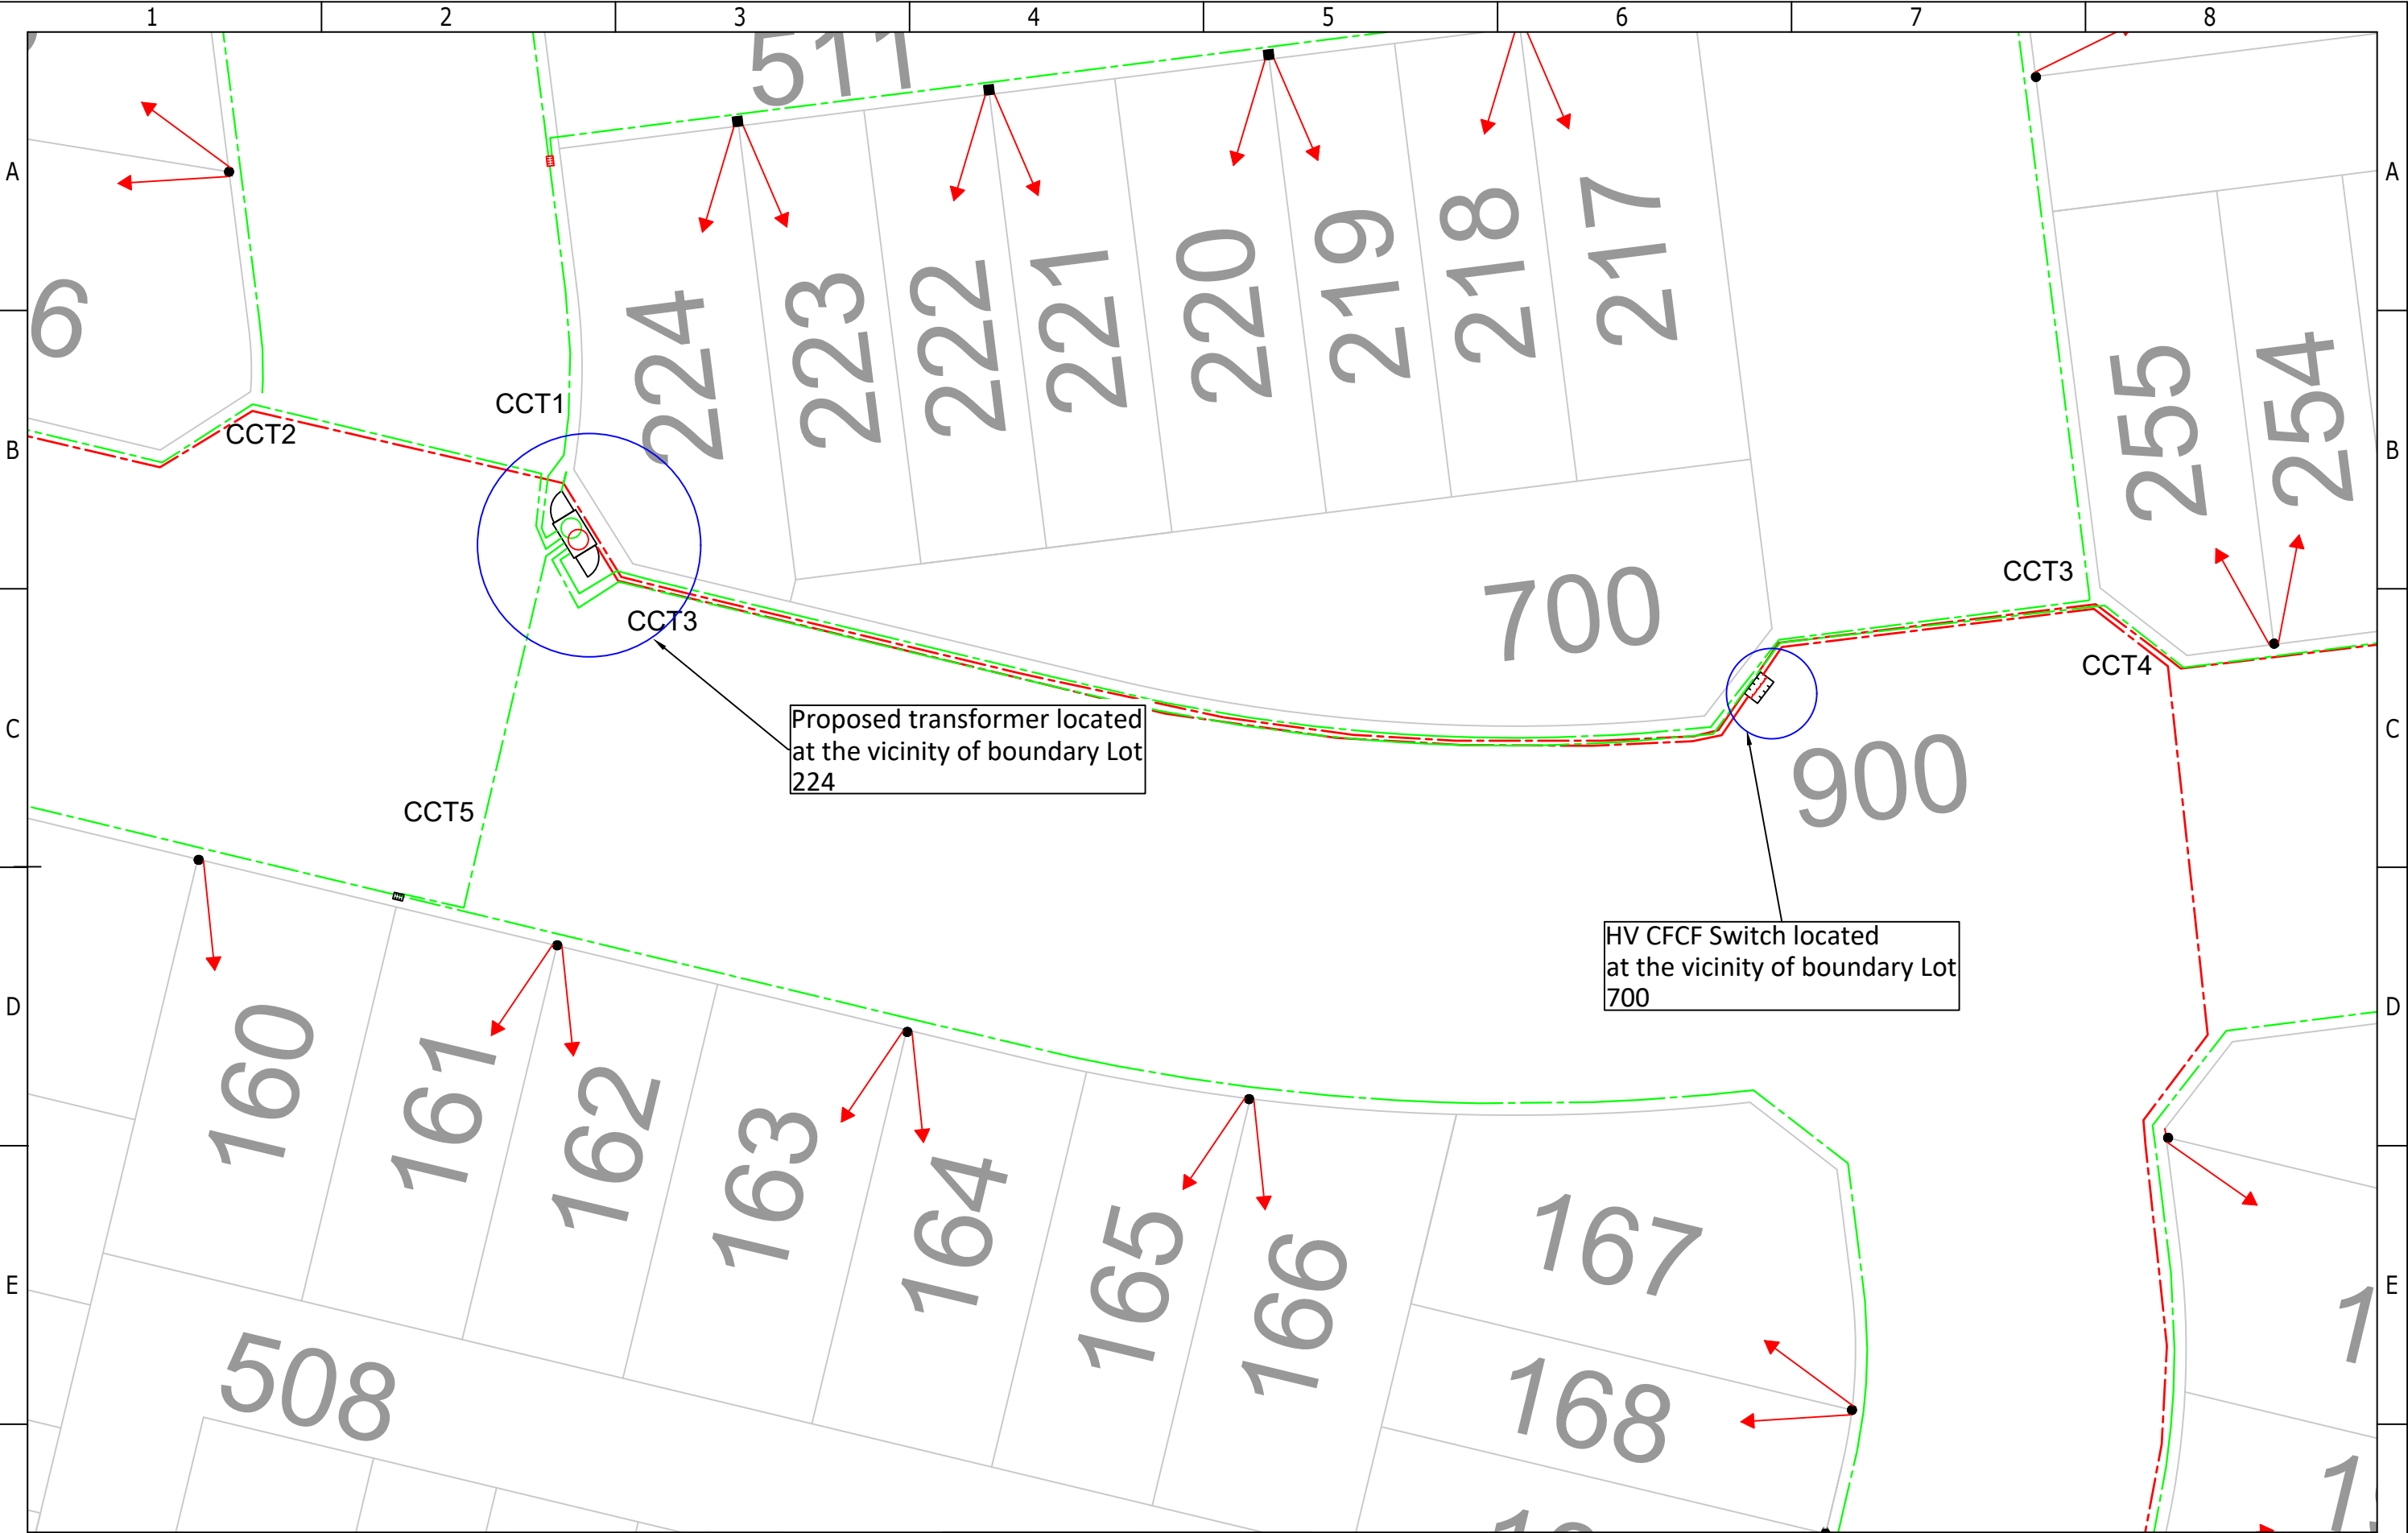 1 2 3 4 5 6 7 8
511
A A
6
224
223
222
221
220
219
218
217
255
254
CCT1
CCT2
B B
CCT3
CCT3
700
CCT4
Proposed transformer located
at the vicinity of boundary Lot
224
C C
900
CCT5
HV CFCF Switch located
at the vicinity of boundary Lot
700
D D
160
161
162
163
164
165
166
167
168
E E
508